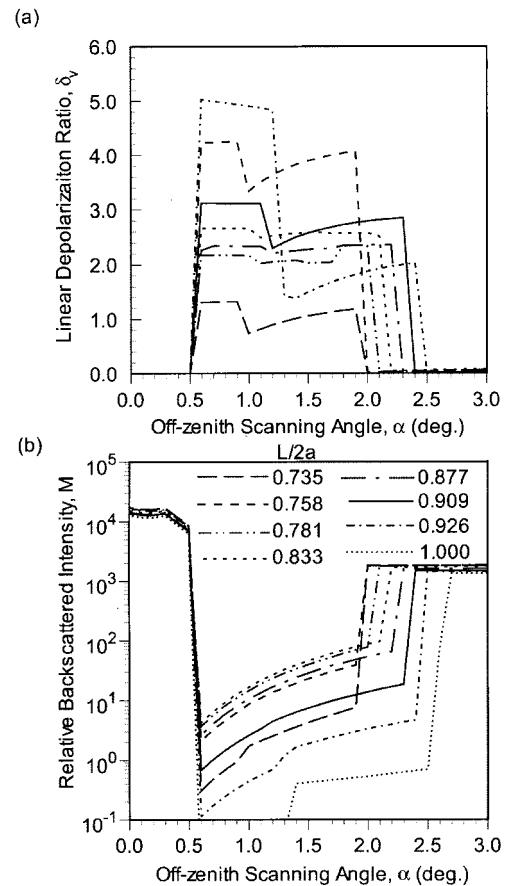 (a)
6.0
5.0
4.0
3.0
2.0
1.0
0.0
Linear Depolarizaiton Ratio, δv
0.0 0.5 1.0 1.5 2.0 2.5 3.0
Off-zenith Scanning Angle, α (deg.)
(b)
L/2a
0.735 0.877
0.758 0.909
0.781 0.926
0.833 1.000
10^5
10^4
10^3
10^2
10^1
10^0
10^-1
Relative Backscattered Intensity, M
0.0 0.5 1.0 1.5 2.0 2.5 3.0
Off-zenith Scanning Angle, α (deg.)